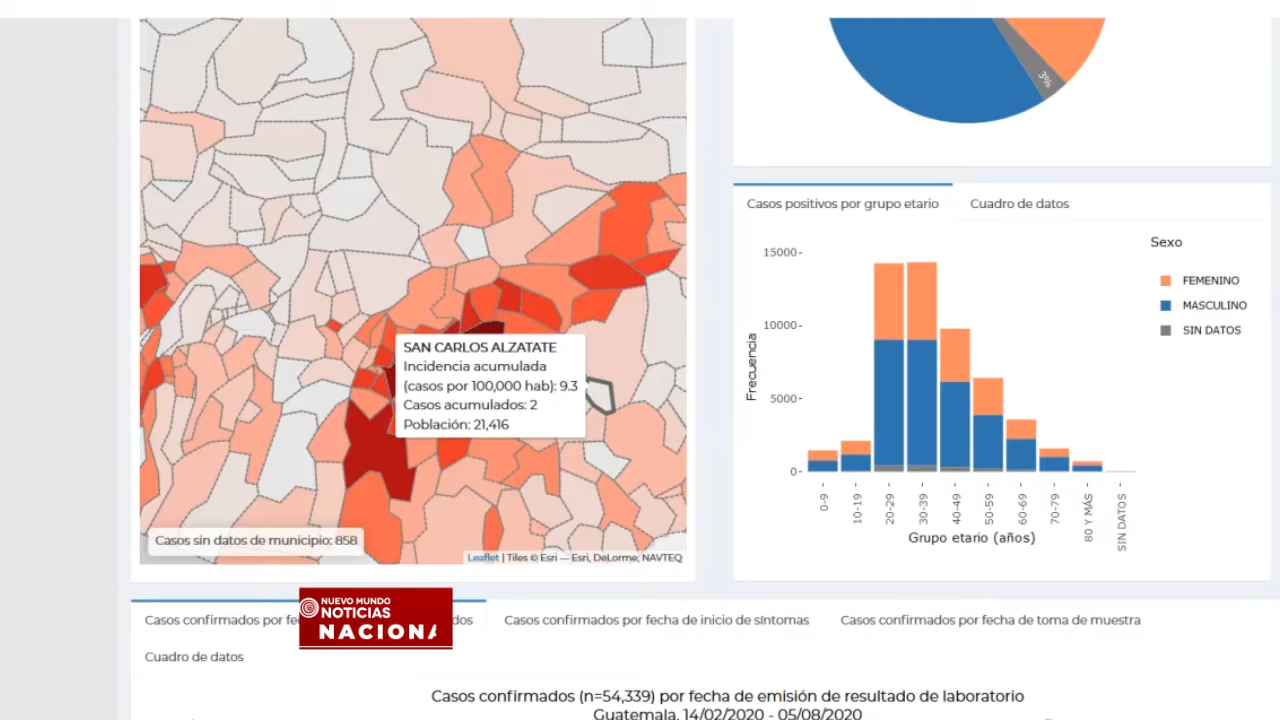 3%
Casos positivos por grupo etario
Cuadro de datos
Sexo
FEMENINO
MASCULINO
SIN DATOS
15000
10000
5000
0
Frecuencia
0-9
10-19
20-29
30-39
40-49
50-59
60-69
70-79
80 Y MÁS
SIN DATOS
Grupo etario (años)
SAN CARLOS ALZATATE
Incidencia acumulada
(casos por 100,000 hab): 9.3
Casos acumulados: 2
Población: 21,416
Casos sin datos de municipio: 858
Leaflet | Tiles © Esri — Esri, DeLorme, NAVTEQ
NUEVO MUNDO
NOTICIAS
Casos confirmados por
Casos confirmados por fecha de inicio de síntomas
Casos confirmados por fecha de toma de muestra
Cuadro de datos
Casos confirmados (n=54,339) por fecha de emisión de resultado de laboratorio
Guatemala, 14/02/2020 - 05/08/2020